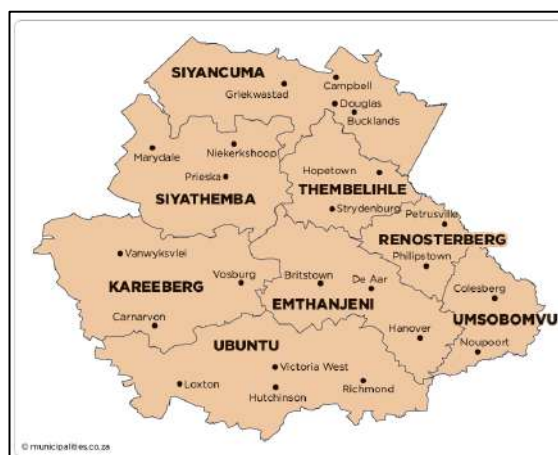 SIYANCUMA
Campbell
Griekwastad
Douglas
Bucklands
Marydale
Niekerkshoop
Prieska
SIYATHEMBA
Hopetown
THEMBELIHLE
Strydenburg
Petrusville
RENOSTERBERG
Philipstown
Vanwyksvlei
KAREEBERG
Vosburg
Carnarvon
Britstown
De Aar
EMTHANJENI
Hanover
Colesberg
UMSOBOMVU
Noupoort
UBUNTU
Victoria West
Loxton
Hutchinson
Richmond
© municipalities.co.za